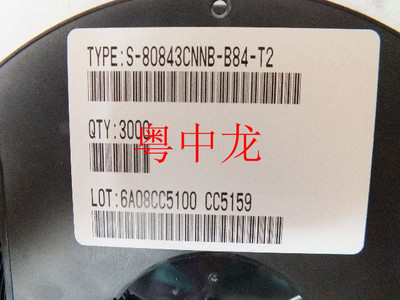 TYPE:S-80843CNNB-B84-T2
QTY:3000
粤中龙
LOT:6A08CC5100 CC5159